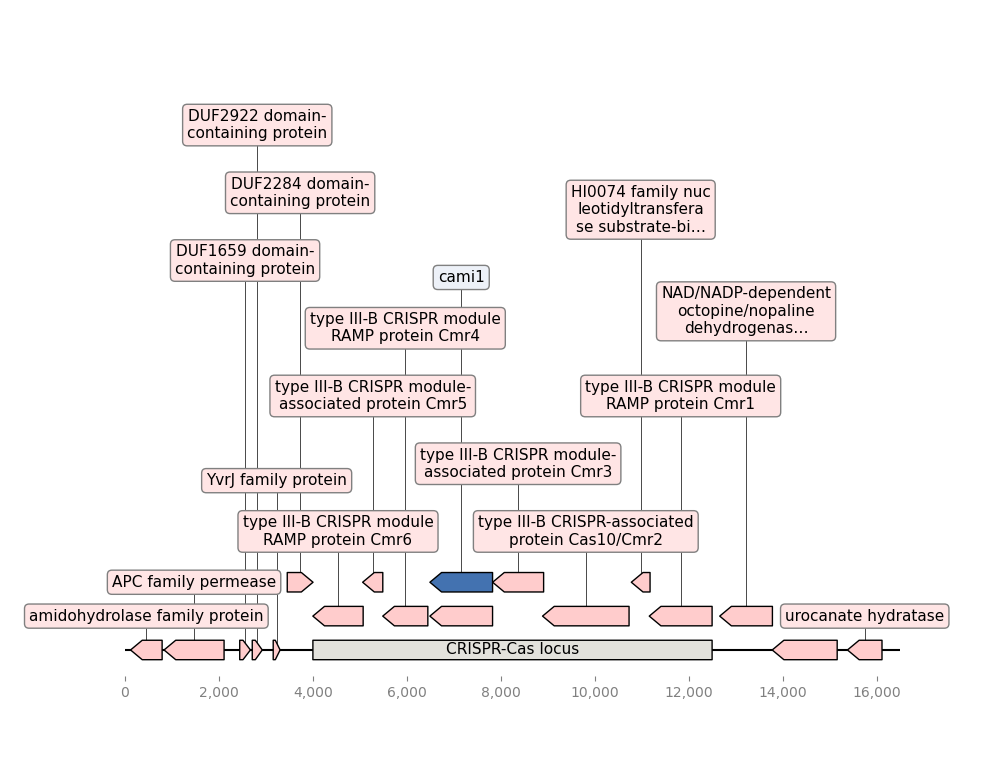 DUF2922 domain-
containing protein
DUF2284 domain-
containing protein
HI0074 family nuc
leotidyltransfera
se substrate-bi…
DUF1659 domain-
containing protein
cami1
NAD/NADP-dependent
octopine/nopaline
dehydrogenas…
type III-B CRISPR module
RAMP protein Cmr4
type III-B CRISPR module-
associated protein Cmr5
type III-B CRISPR module
RAMP protein Cmr1
type III-B CRISPR module-
associated protein Cmr3
YvrJ family protein
type III-B CRISPR module
RAMP protein Cmr6
type III-B CRISPR-associated
protein Cas10/Cmr2
APC family permease
amidohydrolase family protein
urocanate hydratase
CRISPR-Cas locus
0 2,000 4,000 6,000 8,000 10,000 12,000 14,000 16,000